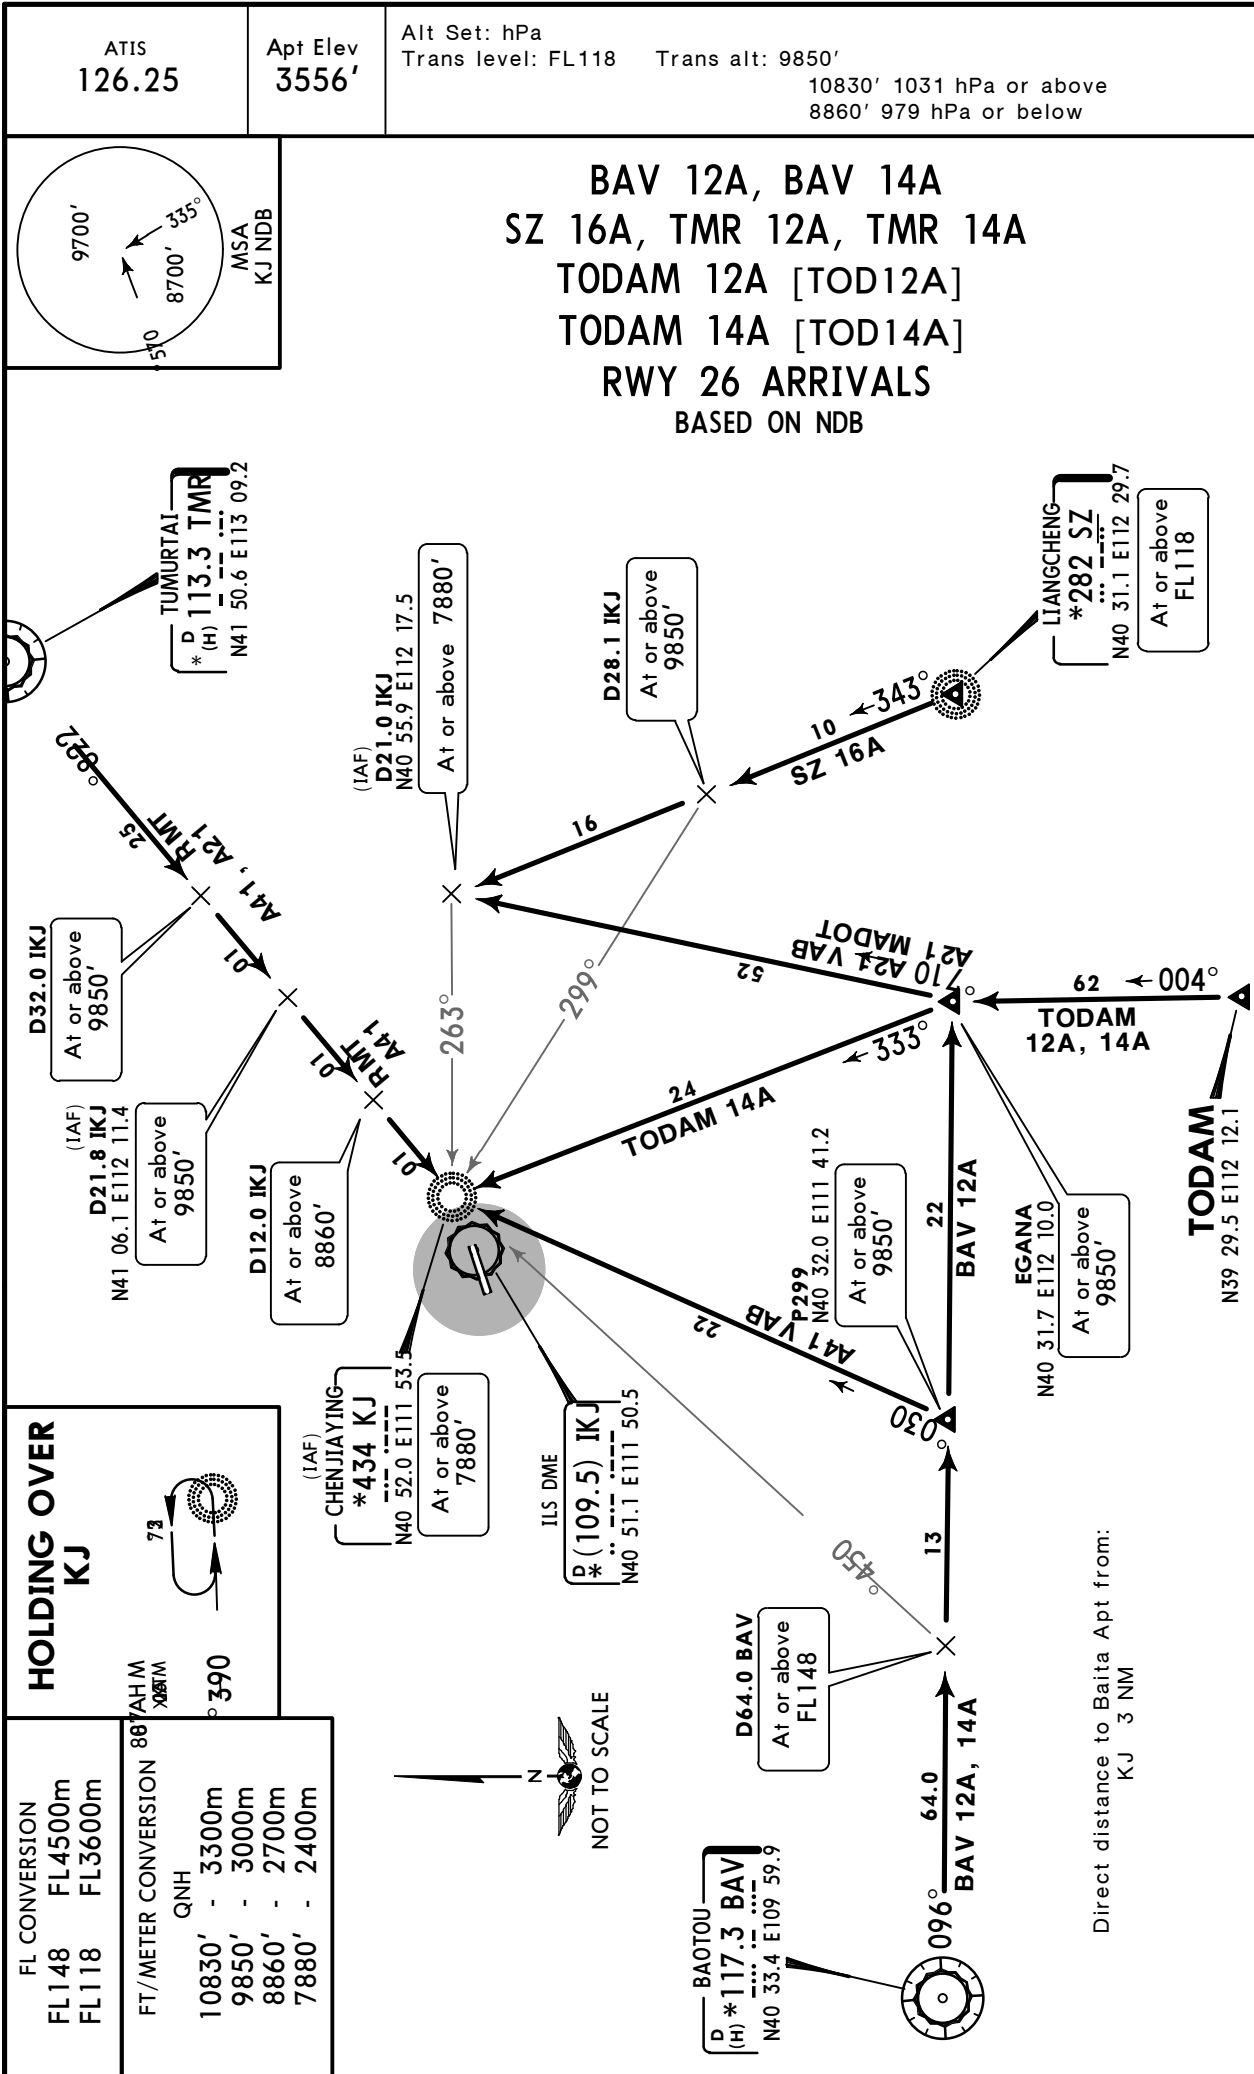 ATIS
126.25
Apt Elev
3556'
Alt Set: hPa
Trans level: FL118 Trans alt: 9850'
10830' 1031 hPa or above
8860' 979 hPa or below
9700'
8700'
335°
MSA
KJ NDB
BAV 12A, BAV 14A
SZ 16A, TMR 12A, TMR 14A
TODAM 12A [TOD12A]
TODAM 14A [TOD14A]
RWY 26 ARRIVALS
BASED ON NDB
TUMURTAI
D
(H)
* 113.3 TMR
N41 50.6 E113 09.2
(IAF)
D21.0 IKJ
N40 55.9 E112 17.5
At or above 7880'
D28.1 IKJ
At or above
9850'
LIANGCHENG
*282 SZ
N40 31.1 E112 29.7
At or above
FL118
343°
10
SZ 16A
16
25
RMT
A41, A21
D32.0 IKJ
At or above
9850'
01
(IAF)
D21.8 IKJ
N41 06.1 E112 11.4
At or above
9850'
01
RMT
A41
D12.0 IKJ
At or above
8860'
01
263°
299°
52
A21 VAB
A21 MADOT
710°
333°
24
TODAM 14A
62
004°
TODAM
12A, 14A
TODAM
N39 29.5 E112 12.1
EGANA
N40 31.7 E112 10.0
At or above
9850'
22
BAV 12A
P299
N40 32.0 E111 41.2
At or above
9850'
22
A41 VAB
030°
(IAF)
CHENJIAYING
*434 KJ
N40 52.0 E111 53.5
At or above
7880'
ILS DME
D
* (109.5) IKJ
N40 51.1 E111 50.5
°450
13
D64.0 BAV
At or above
FL148
64.0
BAV 12A, 14A
096°
BAOTOU
D
(H)
*117.3 BAV
N40 33.4 E109 59.9
Direct distance to Baita Apt from:
KJ 3 NM
HOLDING OVER
KJ
°390
N
NOT TO SCALE
FL CONVERSION
FL148 FL4500m
FL118 FL3600m
FT/METER CONVERSION
QNH
10830' - 3300m
9850' - 3000m
8860' - 2700m
7880' - 2400m